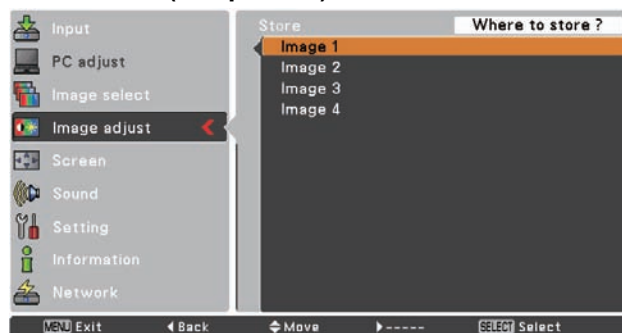 Input
PC adjust
Image select
Image adjust
Screen
Sound
Setting
Information
Network
Store
Where to store ?
Image 1
Image 2
Image 3
Image 4
MENU Exit ◀ Back Move ▶ ----- SELECT Select